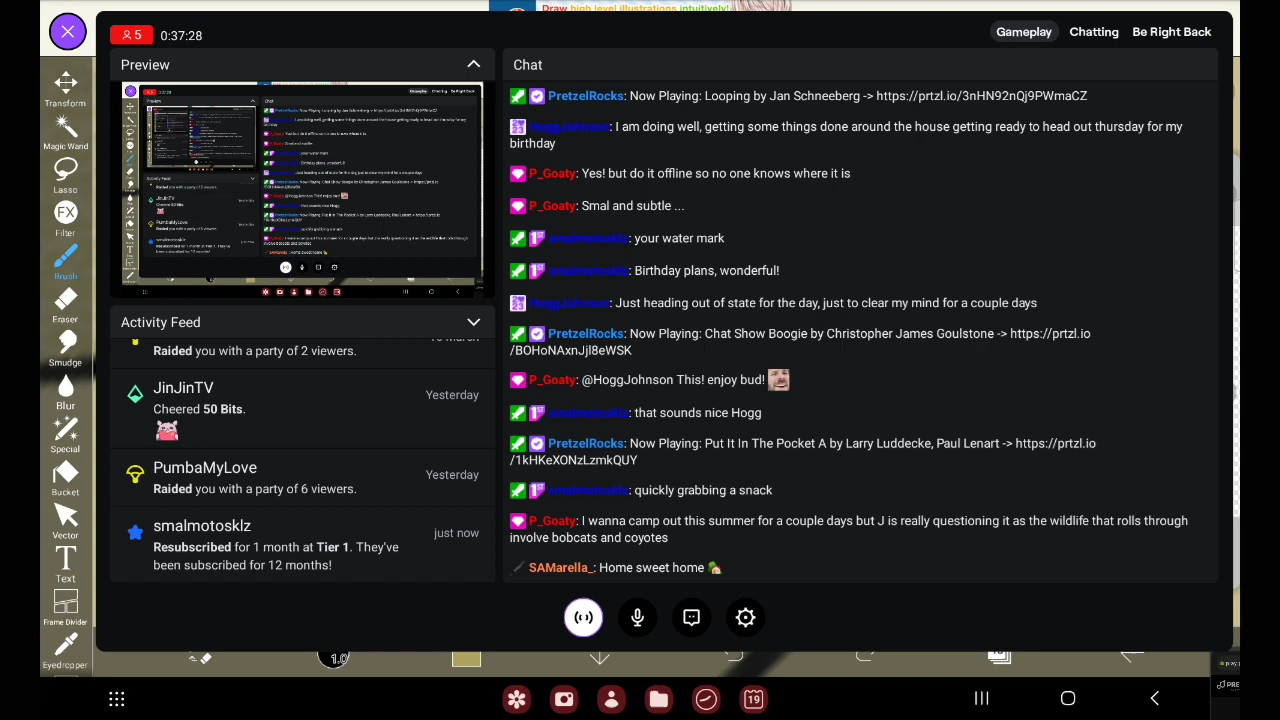 Draw high level illustrations intuitively!
5
0:37:28
Gameplay
Chatting
Be Right Back
Preview
Activity Feed
Raided you with a party of 2 viewers.
JinJinTV
Yesterday
Cheered 50 Bits.
PumbaMyLove
Yesterday
Raided you with a party of 6 viewers.
smalmotosklz
just now
Resubscribed for 1 month at Tier 1. They've
been subscribed for 12 months!
Chat
PretzelRocks: Now Playing: Looping by Jan Schneeberg -> https://prtzl.io/3nHN92nQj9PWmaCZ
HoggJohnson: I am doing well, getting some things done around the house getting ready to head out thursday for my
birthday
P_Goaty: Yes! but do it offline so no one knows where it is
P_Goaty: Smal and subtle ...
smalmotosklz: your water mark
smalmotosklz: Birthday plans, wonderful!
HoggJohnson: Just heading out of state for the day, just to clear my mind for a couple days
PretzelRocks: Now Playing: Chat Show Boogie by Christopher James Goulstone -> https://prtzl.io
/BOHoNAxnJjl8eWSK
P_Goaty: @HoggJohnson This! enjoy bud!
smalmotosklz: that sounds nice Hogg
PretzelRocks: Now Playing: Put It In The Pocket A by Larry Luddecke, Paul Lenart -> https://prtzl.io
/1kHKeXONzLzmkQUY
smalmotosklz: quickly grabbing a snack
P_Goaty: I wanna camp out this summer for a couple days but J is really questioning it as the wildlife that rolls through
involve bobcats and coyotes
SAMarella_: Home sweet home
Transform
Magic Wand
Lasso
FX
Filter
Brush
Eraser
Smudge
Blur
Special
Bucket
Vector
Text
Frame Divider
Eyedropper
1.0
19